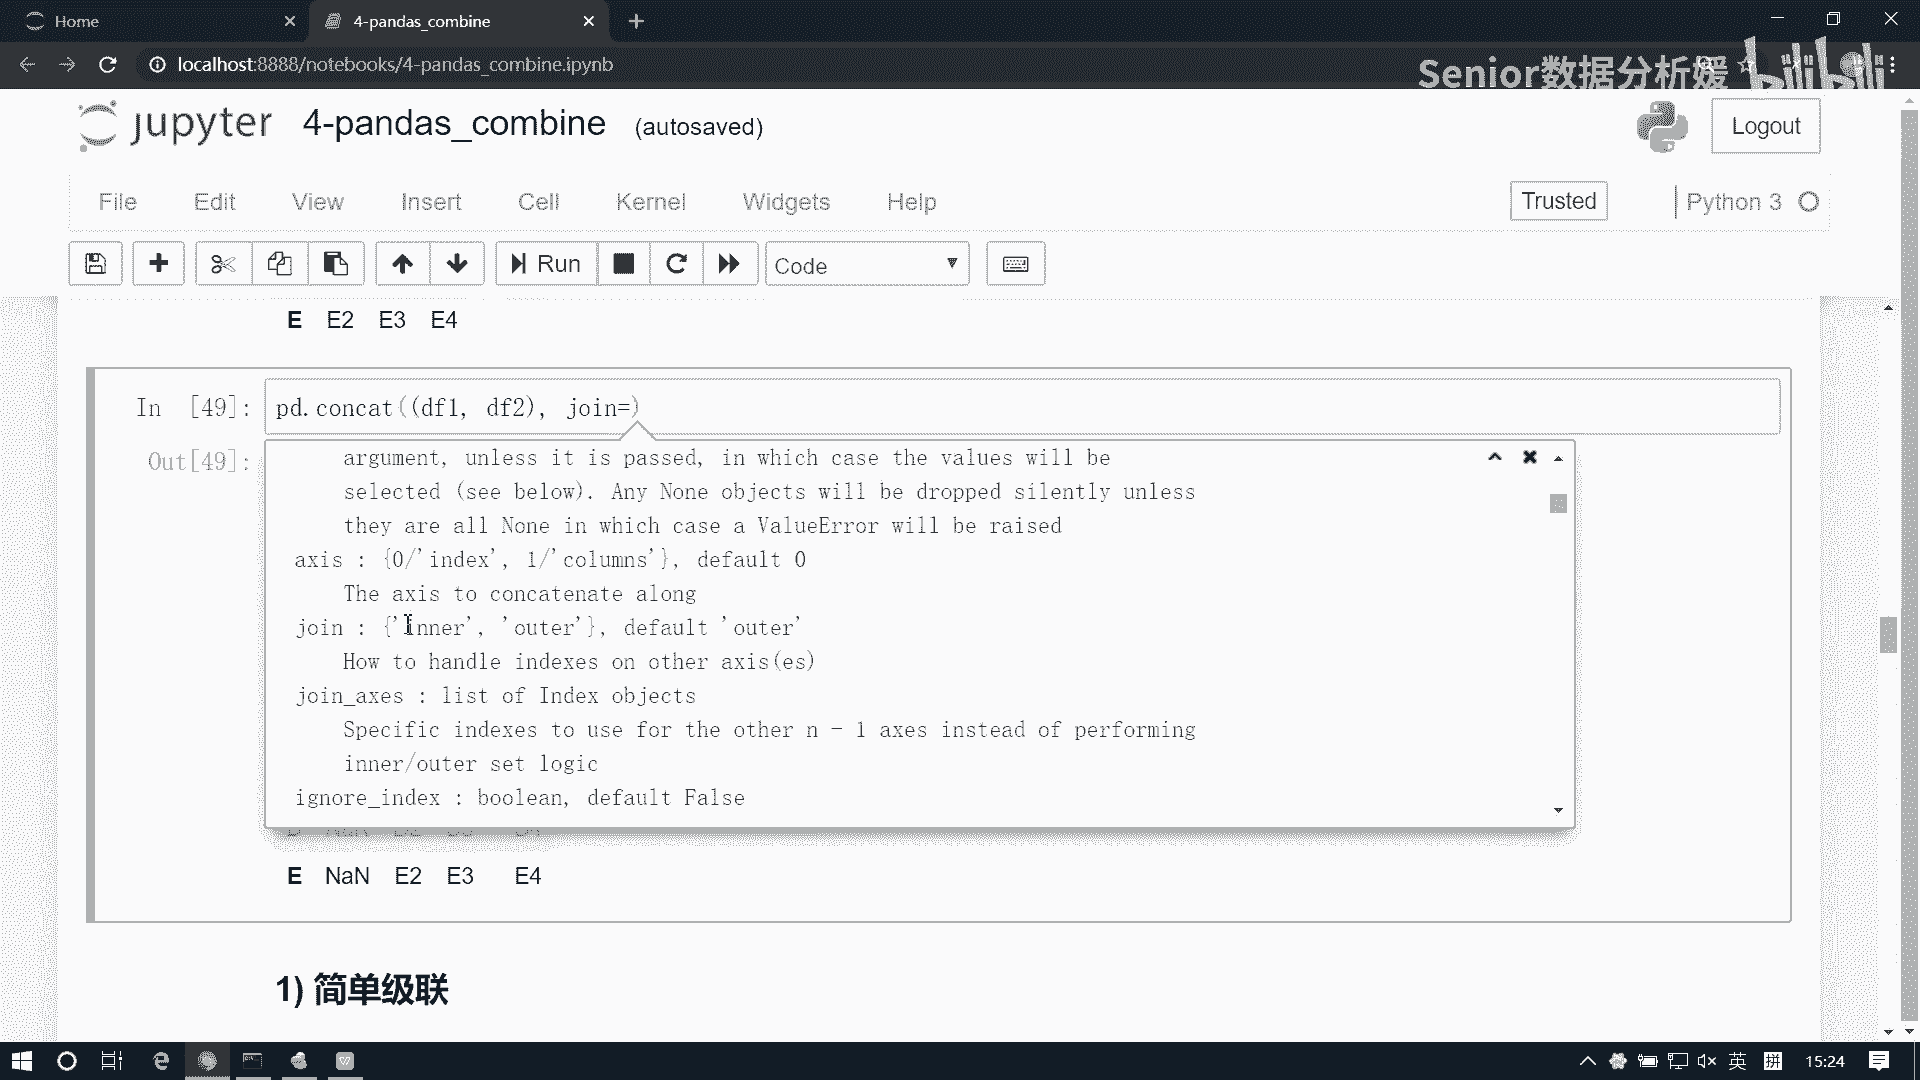 Home
4-pandas_combine
localhost:8888/notebooks/4-pandas_combine.ipynb
Senior数据分析媛 bilibili
jupyter 4-pandas_combine (autosaved)
Logout
File Edit View Insert Cell Kernel Widgets Help
Trusted
Python 3
Run
Code
E E2 E3 E4
In [49]: pd.concat((df1, df2), join=)
Out[49]:
argument, unless it is passed, in which case the values will be
selected (see below). Any None objects will be dropped silently unless
they are all None in which case a ValueError will be raised
axis : {0/'index', 1/'columns'}, default 0
The axis to concatenate along
join : {'inner', 'outer'}, default 'outer'
How to handle indexes on other axis(es)
join_axes : list of Index objects
Specific indexes to use for the other n - 1 axes instead of performing
inner/outer set logic
ignore_index : boolean, default False
E NaN E2 E3 E4
1) 简单级联
英 拼 15:24